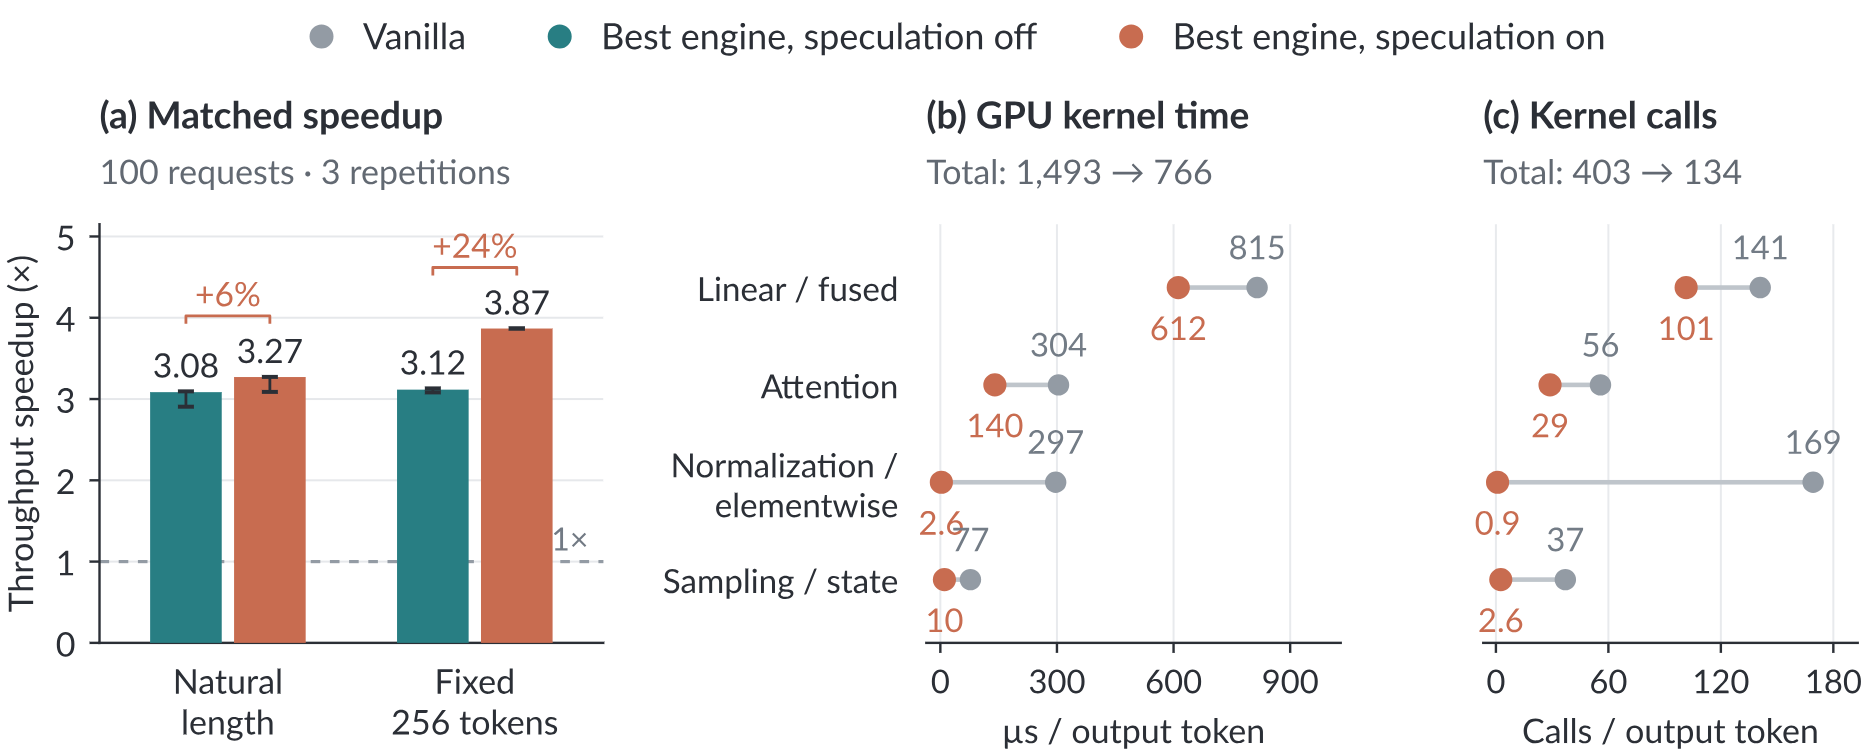 Vanilla
Best engine, speculation off
Best engine, speculation on
(a) Matched speedup
100 requests · 3 repetitions
Throughput speedup (×)
5
4
3
2
1
0
+6%
+24%
3.08
3.27
3.12
3.87
1×
Natural
length
Fixed
256 tokens
(b) GPU kernel time
Total: 1,493 → 766
Linear / fused
815
612
Attention
304
140
Normalization /
elementwise
297
2.6
Sampling / state
77
10
0
300
600
900
µs / output token
(c) Kernel calls
Total: 403 → 134
141
101
56
29
169
0.9
37
2.6
0
60
120
180
Calls / output token